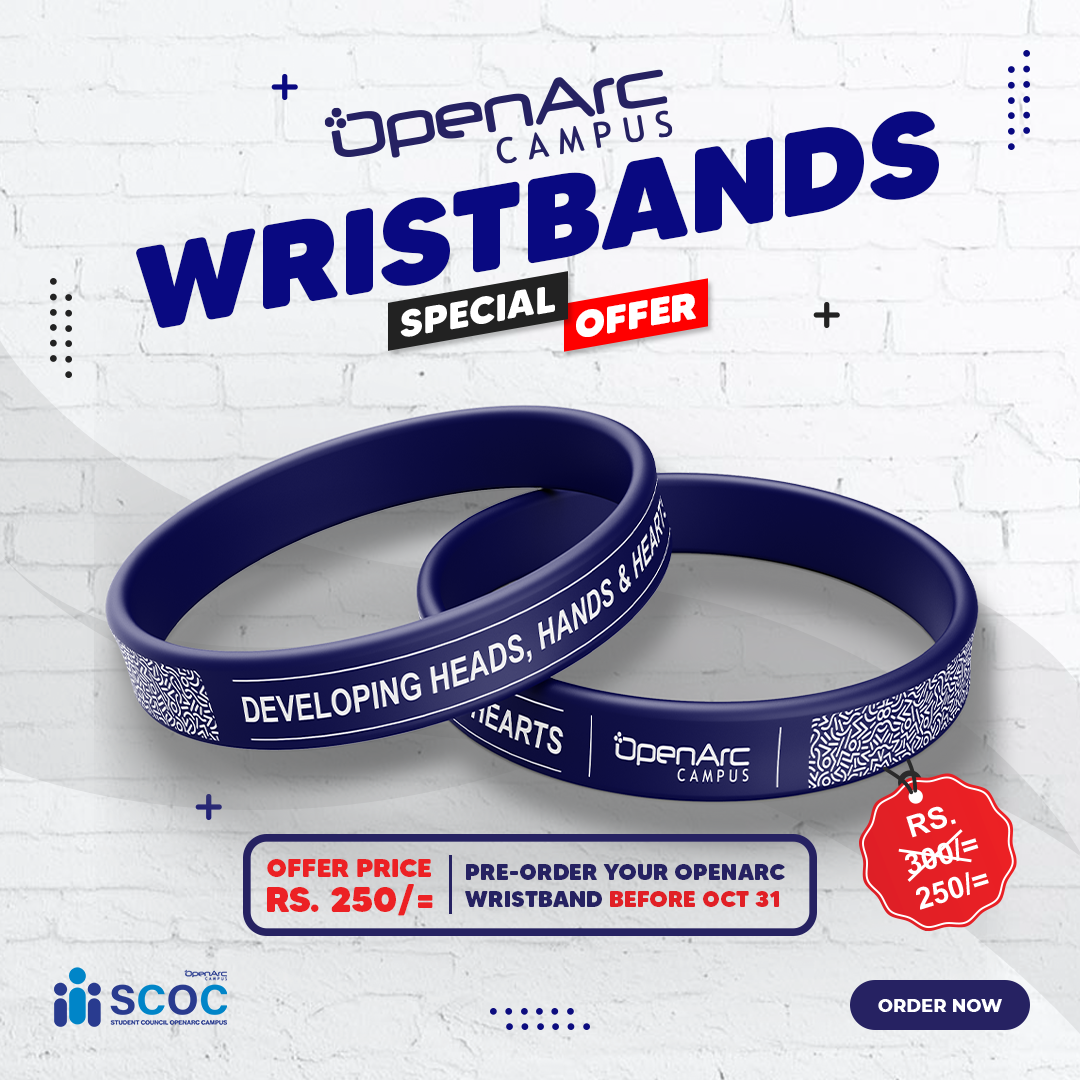 OpenArc
CAMPUS
WRISTBANDS
SPECIAL OFFER
DEVELOPING HEADS, HANDS & HEART
HEARTS
OpenArc
CAMPUS
RS.
300/=
250/=
OFFER PRICE
RS. 250/=
PRE-ORDER YOUR OPENARC
WRISTBAND BEFORE OCT 31
OpenArc
CAMPUS
SCOC
STUDENT COUNCIL OPENARC CAMPUS
ORDER NOW